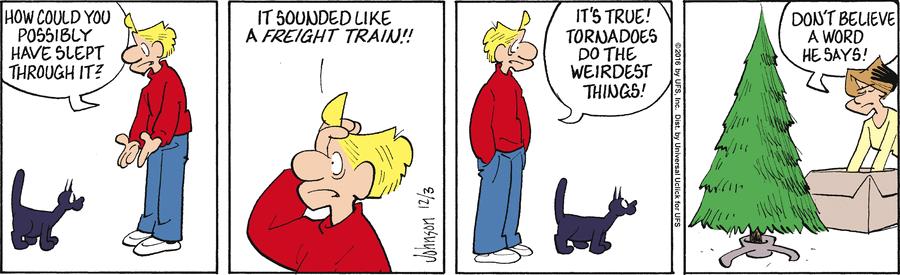 HOW COULD YOU
POSSIBLY
HAVE SLEPT
THROUGH IT?
IT SOUNDED LIKE
A FREIGHT TRAIN!!
Johnson 12/3
IT'S TRUE!
TORNADOES
DO THE
WEIRDEST
THINGS!
©2016 by UFS, Inc. Dist. by Universal Uclick for UFS
DON'T BELIEVE
A WORD
HE SAYS!